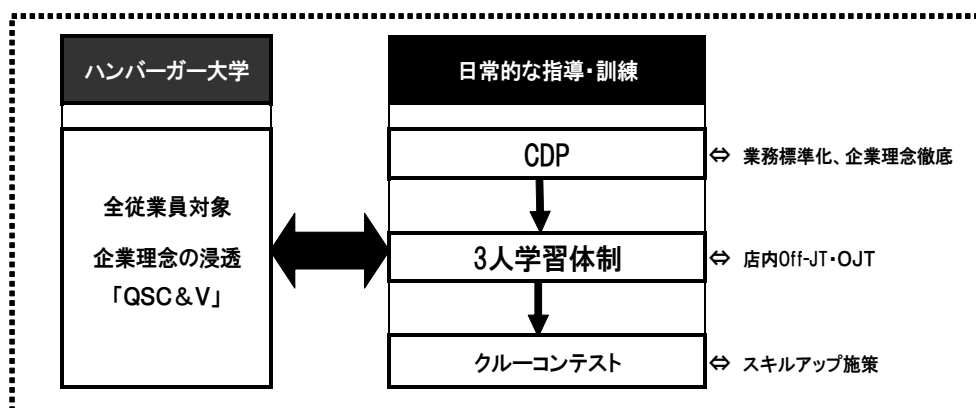 ハンバーガー大学
全従業員対象
企業理念の浸透
「QSC&V」
日常的な指導・訓練
CDP
⇔ 業務標準化、企業理念徹底
3人学習体制
⇔ 店内Off-JT・OJT
クルーコンテスト
⇔ スキルアップ施策